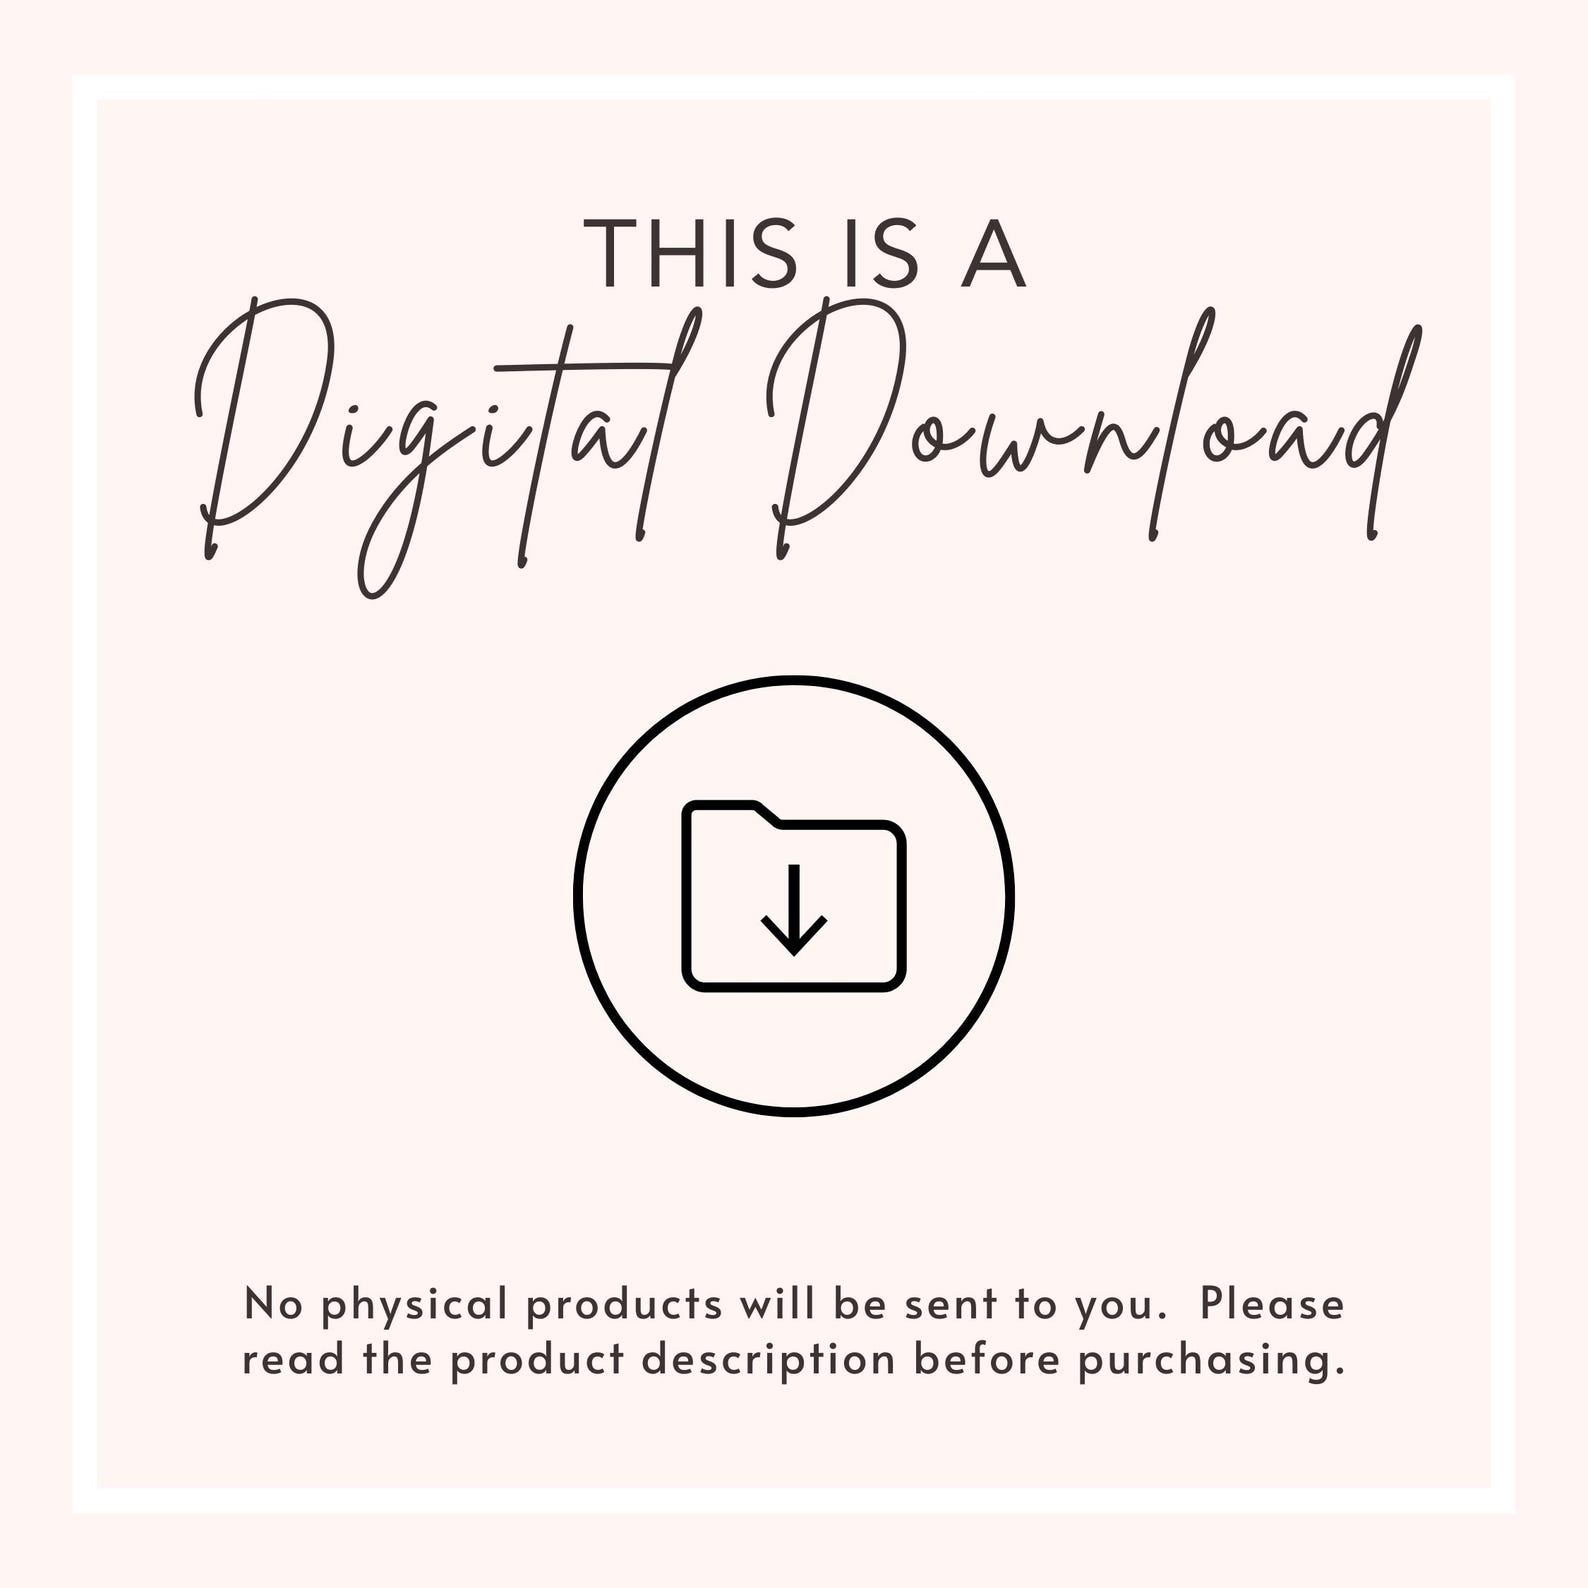 THIS IS A
Digital Download
No physical products will be sent to you.  Please
read the product description before purchasing.